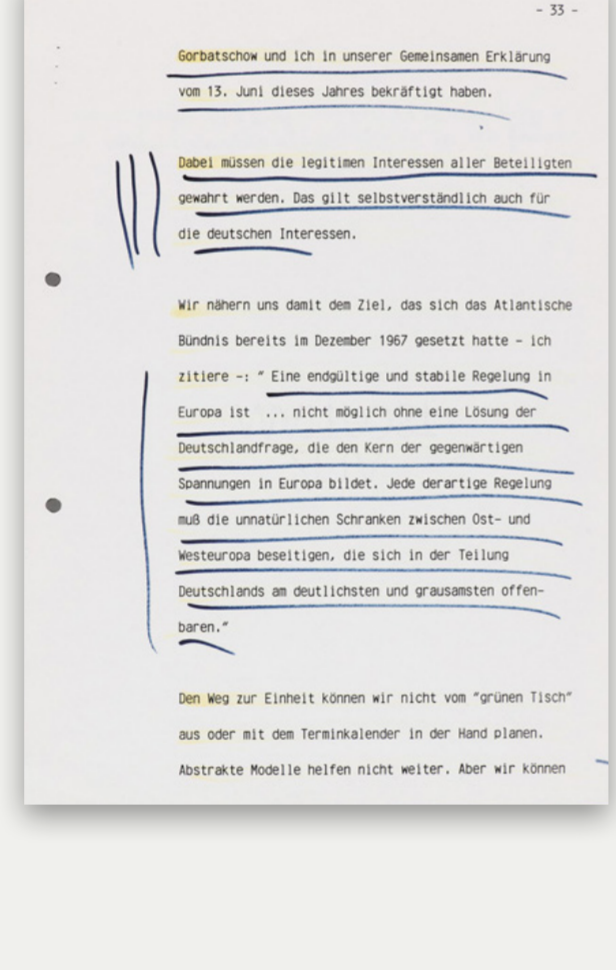 - 33 -
Gorbatschow und ich in unserer Gemeinsamen Erklärung
vom 13. Juni dieses Jahres bekräftigt haben.
Dabei müssen die legitimen Interessen aller Beteiligten
gewahrt werden. Das gilt selbstverständlich auch für
die deutschen Interessen.
Wir nähern uns damit dem Ziel, das sich das Atlantische
Bündnis bereits im Dezember 1967 gesetzt hatte - ich
zitiere -: " Eine endgültige und stabile Regelung in
Europa ist ... nicht möglich ohne eine Lösung der
Deutschlandfrage, die den Kern der gegenwärtigen
Spannungen in Europa bildet. Jede derartige Regelung
muß die unnatürlichen Schranken zwischen Ost- und
Westeuropa beseitigen, die sich in der Teilung
Deutschlands am deutlichsten und grausamsten offen-
baren."
Den Weg zur Einheit können wir nicht vom "grünen Tisch"
aus oder mit dem Terminkalender in der Hand planen.
Abstrakte Modelle helfen nicht weiter. Aber wir können